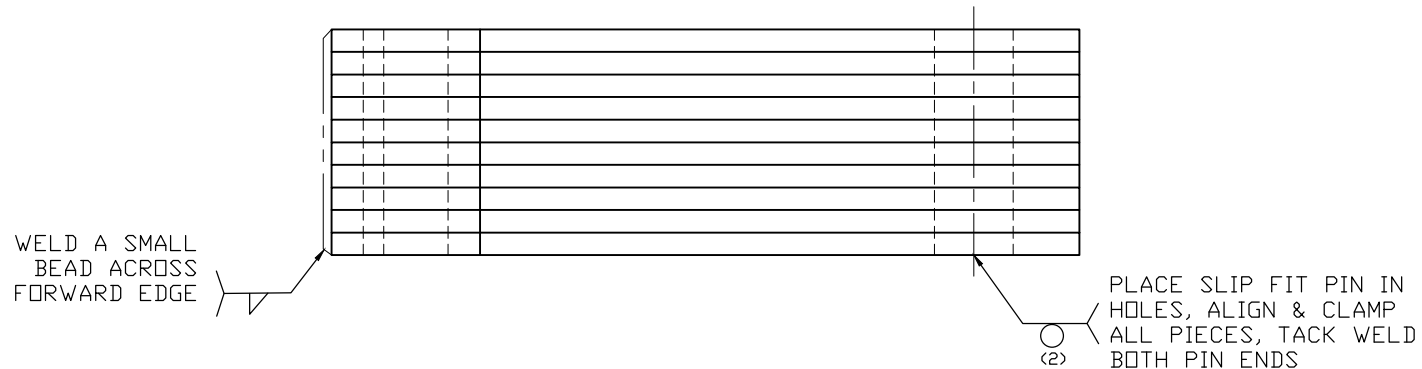 WELD A SMALL
BEAD ACROSS
FORWARD EDGE
PLACE SLIP FIT PIN IN
HOLES, ALIGN & CLAMP
ALL PIECES, TACK WELD
BOTH PIN ENDS
(2)